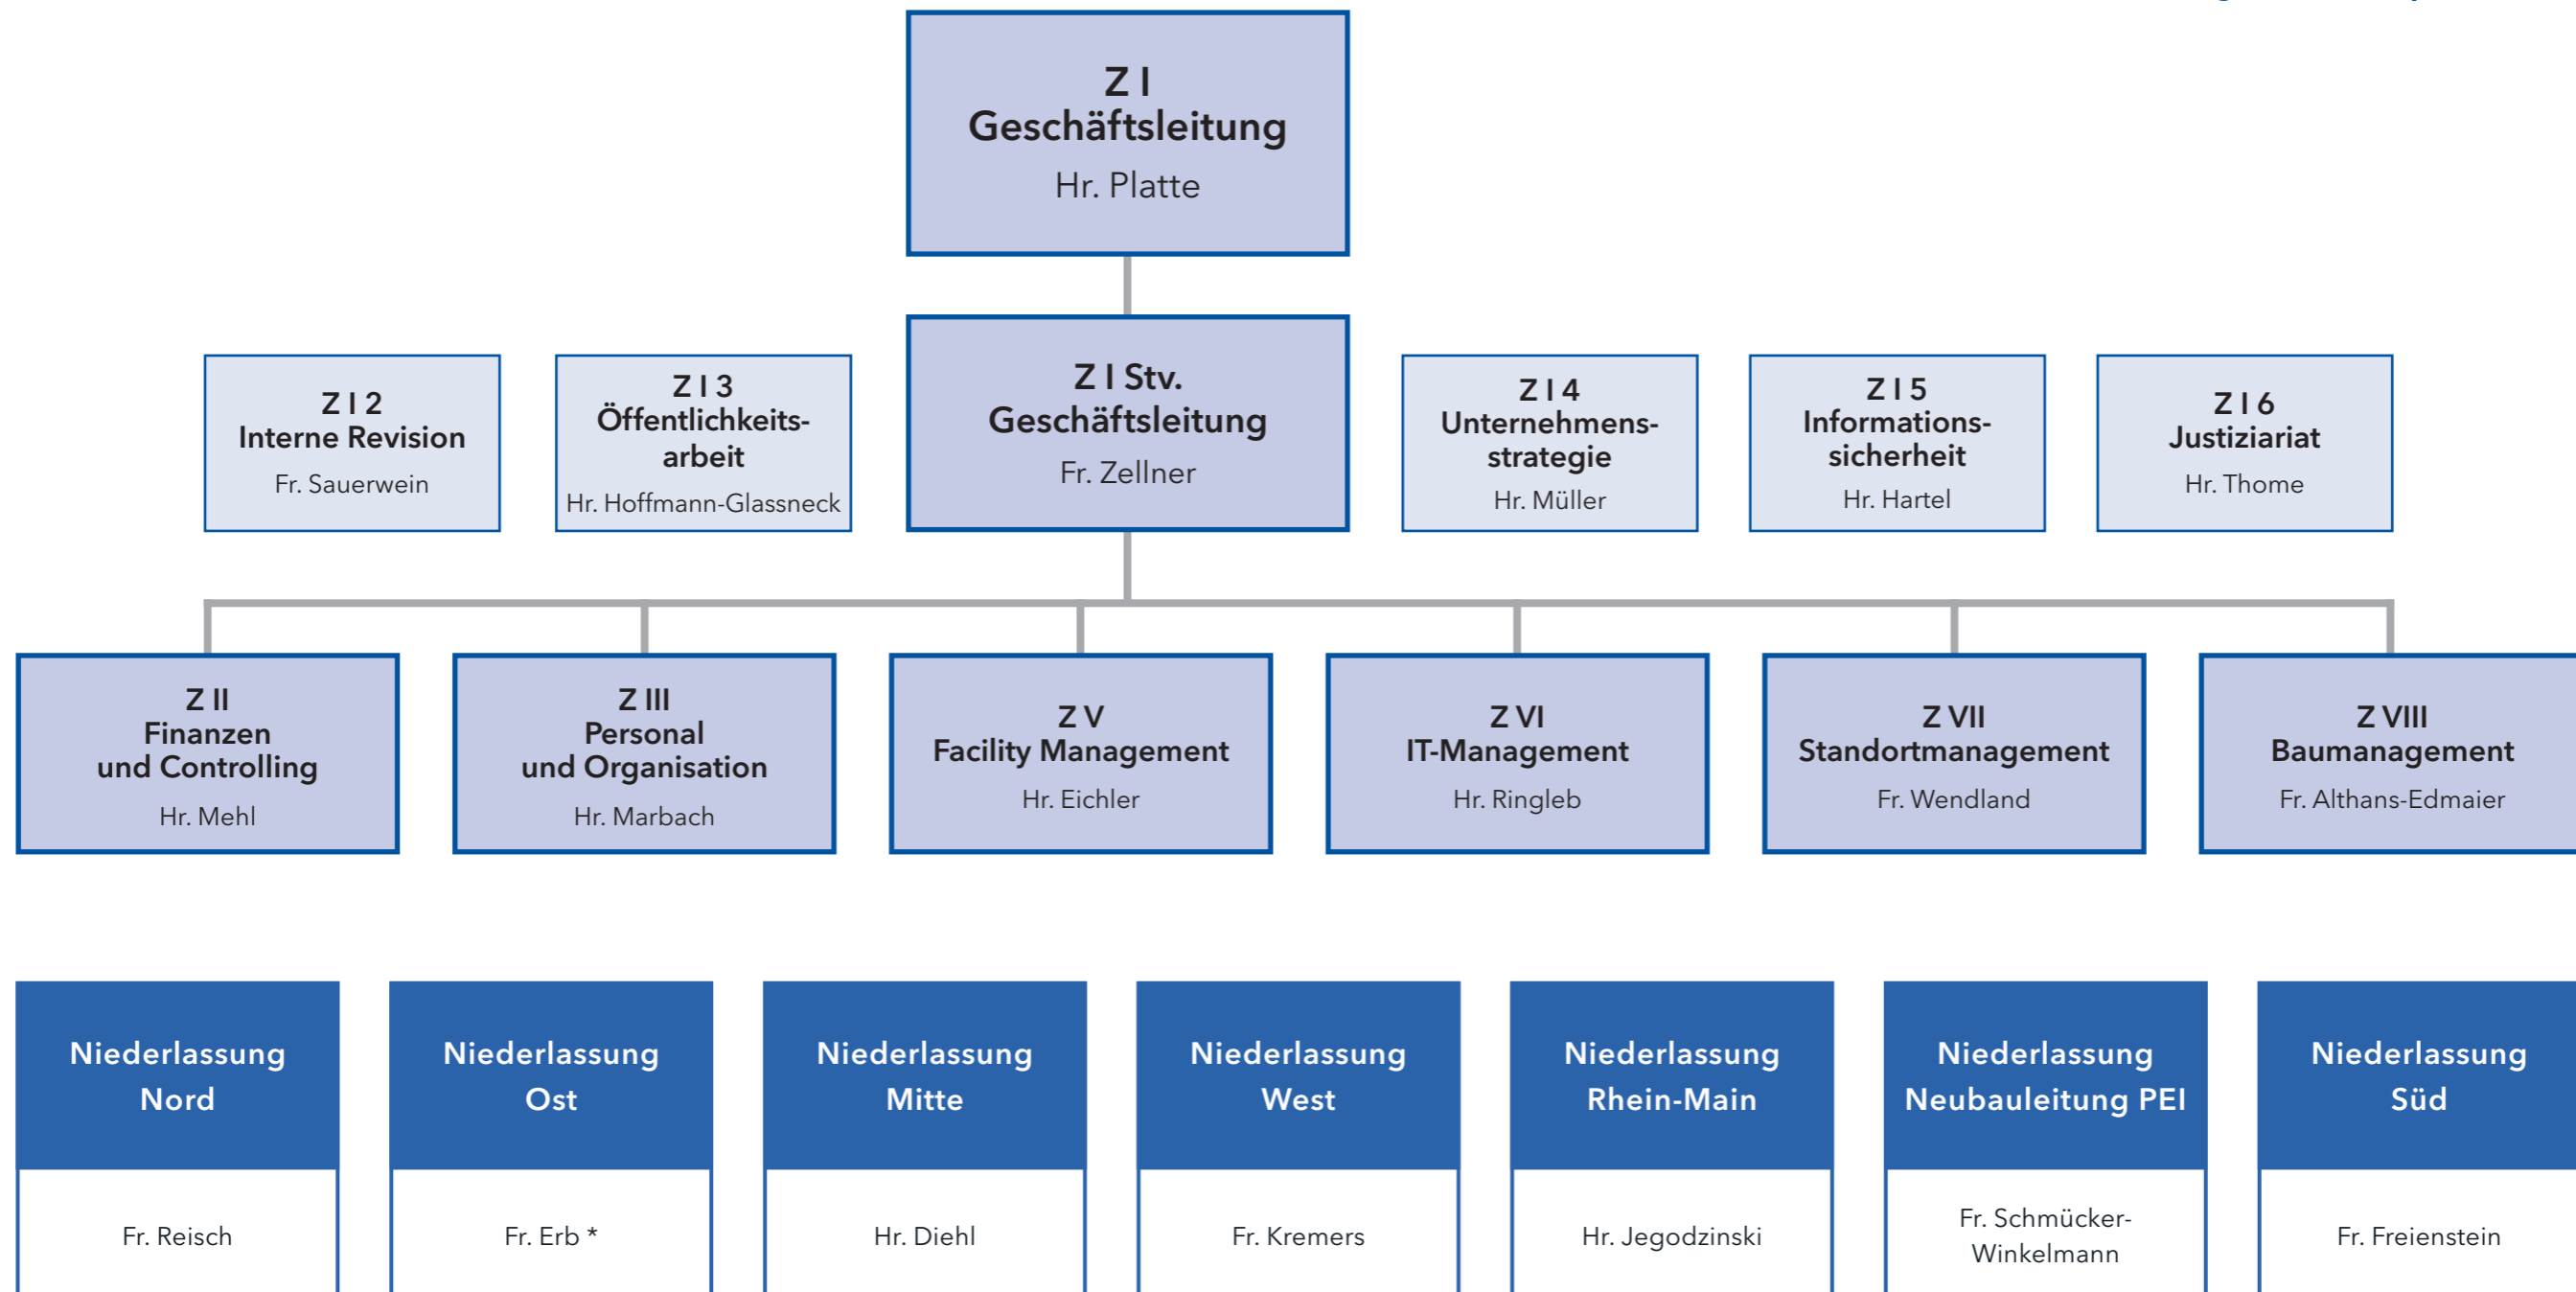 Z I
Geschäftsleitung
Hr. Platte
Z I 2
Interne Revision
Fr. Sauerwein
Z I 3
Öffentlichkeits-
arbeit
Hr. Hoffmann-Glassneck
Z I Stv.
Geschäftsleitung
Fr. Zellner
Z I 4
Unternehmens-
strategie
Hr. Müller
Z I 5
Informations-
sicherheit
Hr. Hartel
Z I 6
Justiziariat
Hr. Thome
Z II
Finanzen
und Controlling
Hr. Mehl
Z III
Personal
und Organisation
Hr. Marbach
Z V
Facility Management
Hr. Eichler
Z VI
IT-Management
Hr. Ringleb
Z VII
Standortmanagement
Fr. Wendland
Z VIII
Baumanagement
Fr. Althans-Edmaier
Niederlassung
Nord
Fr. Reisch
Niederlassung
Ost
Fr. Erb *
Niederlassung
Mitte
Hr. Diehl
Niederlassung
West
Fr. Kremers
Niederlassung
Rhein-Main
Hr. Jegodzinski
Niederlassung
Neubauleitung PEI
Fr. Schmücker-
Winkelmann
Niederlassung
Süd
Fr. Freienstein